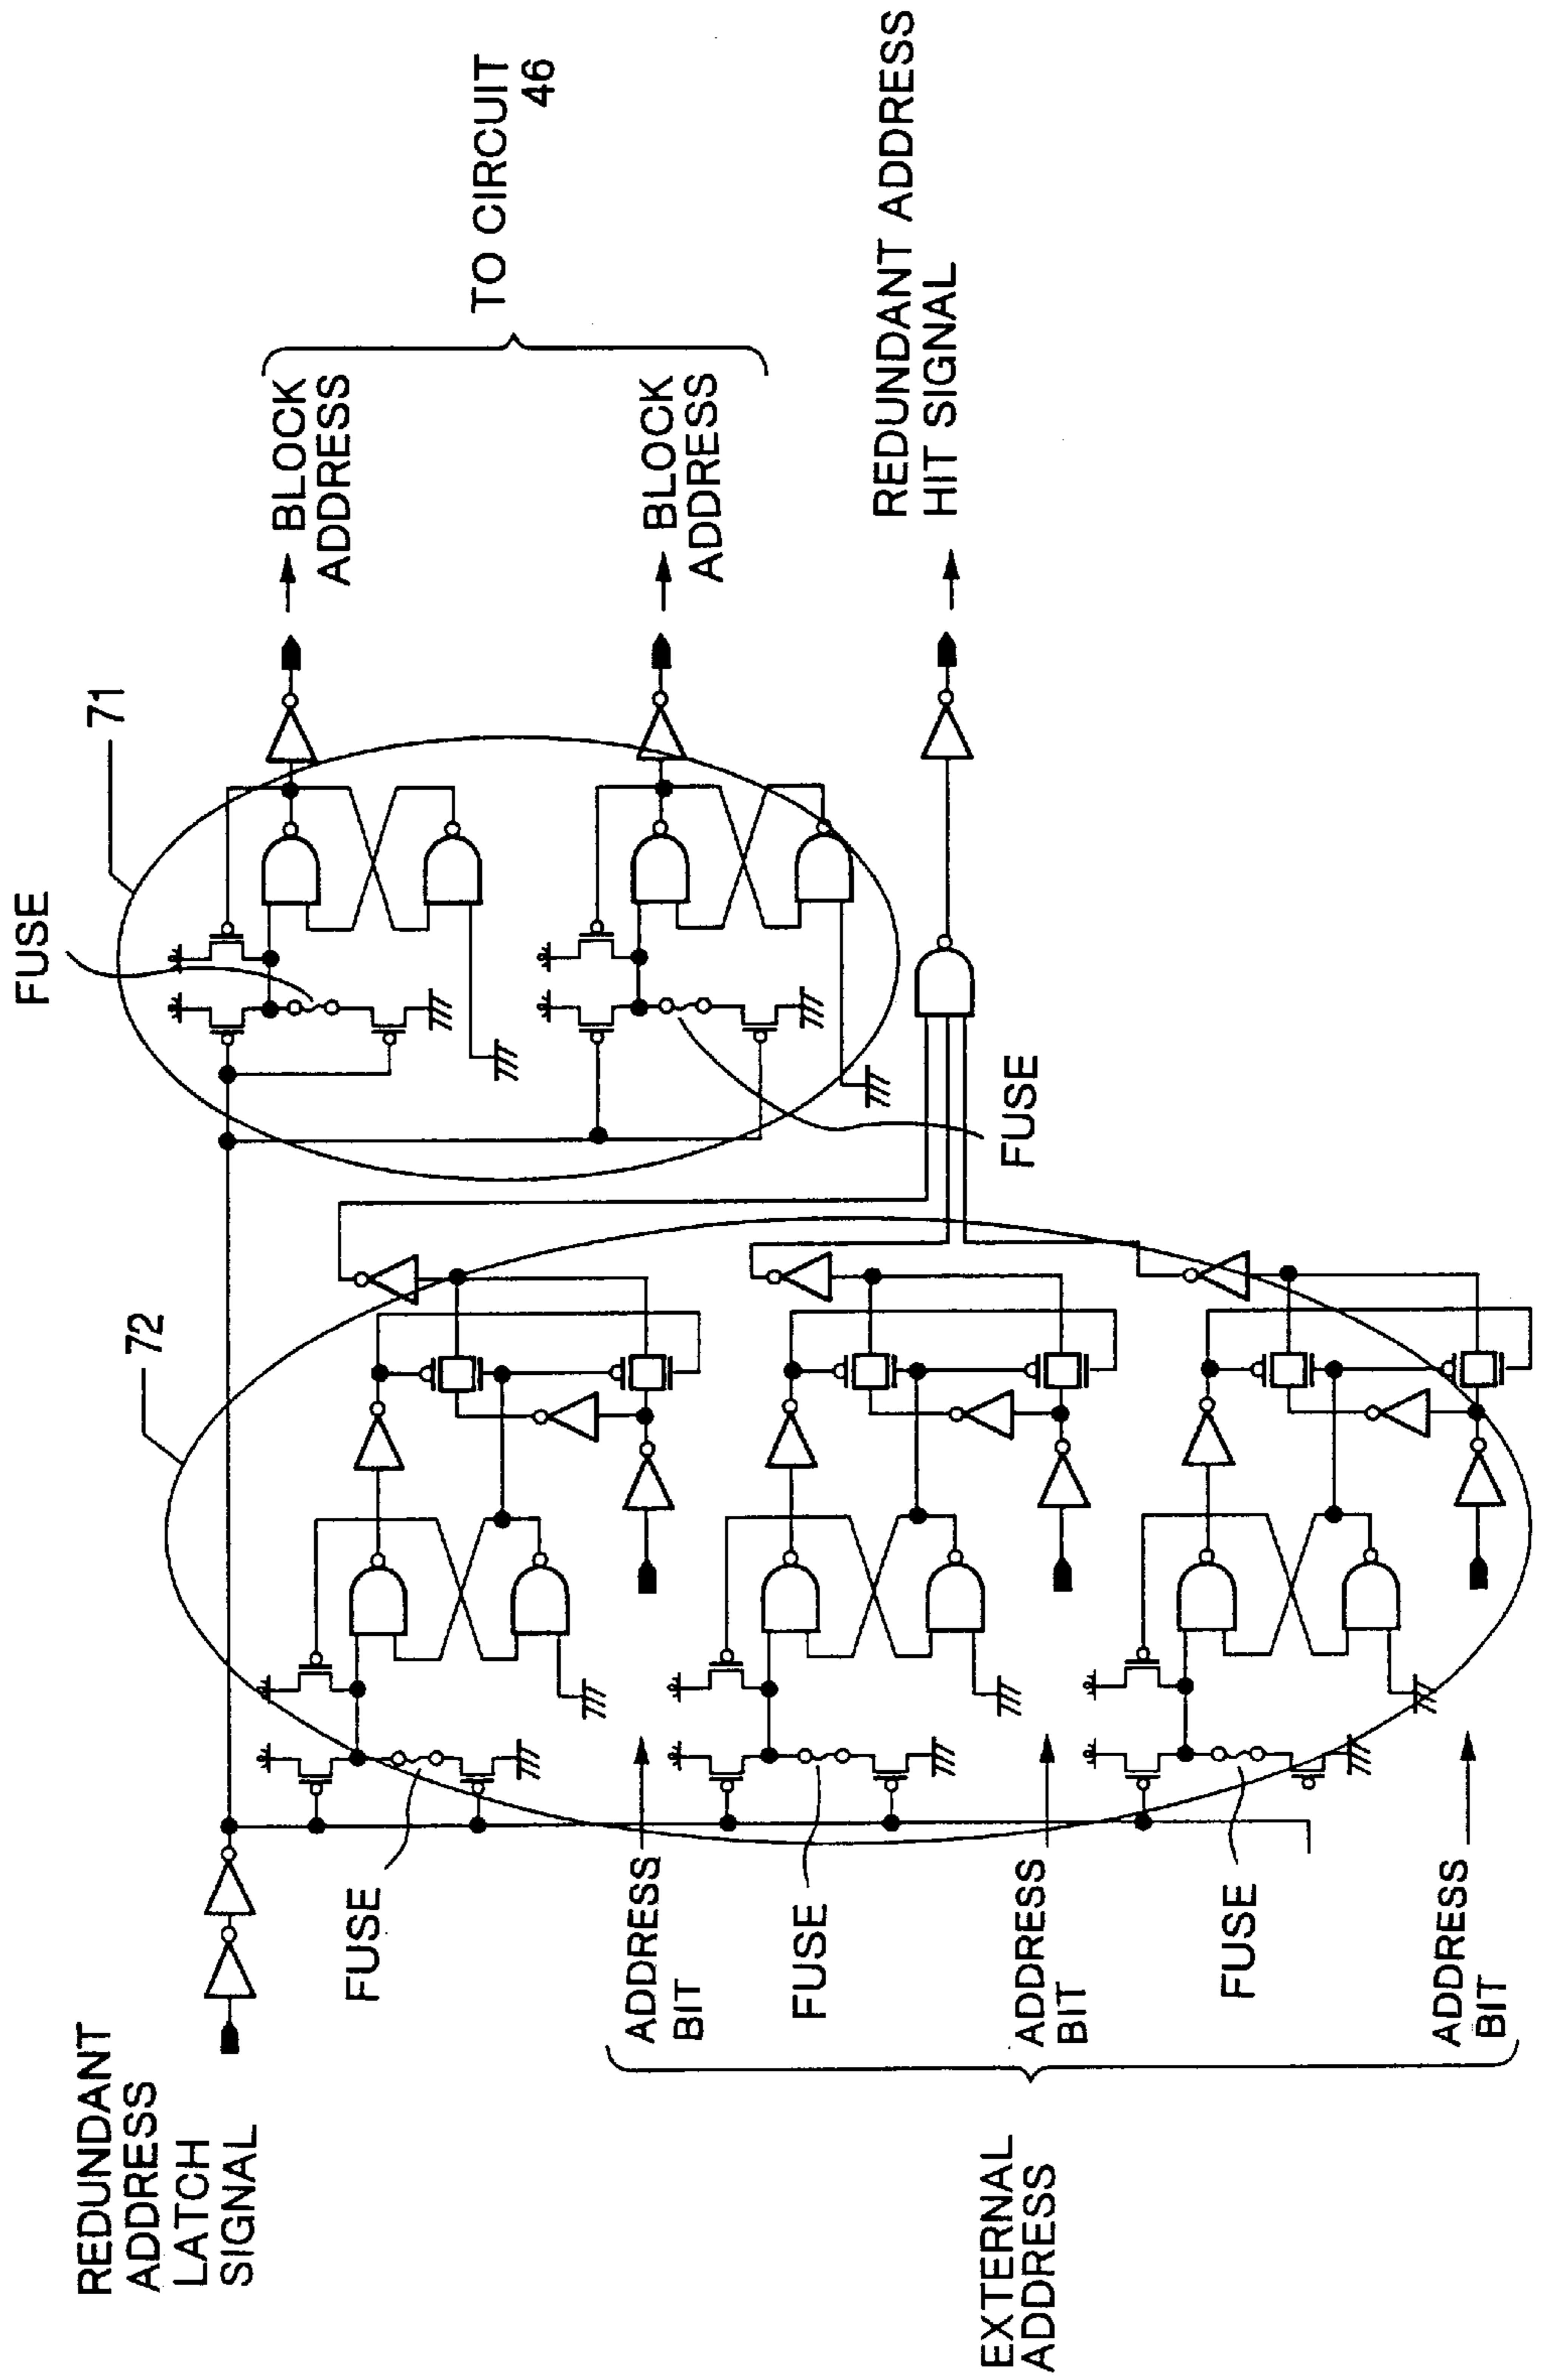 REDUNDANT
ADDRESS
LATCH
SIGNAL
72
FUSE
71
BLOCK
ADDRESS
TO CIRCUIT
46
BLOCK
ADDRESS
FUSE
REDUNDANT ADDRESS
HIT SIGNAL
FUSE
ADDRESS
BIT
FUSE
ADDRESS
BIT
FUSE
ADDRESS
BIT
EXTERNAL
ADDRESS